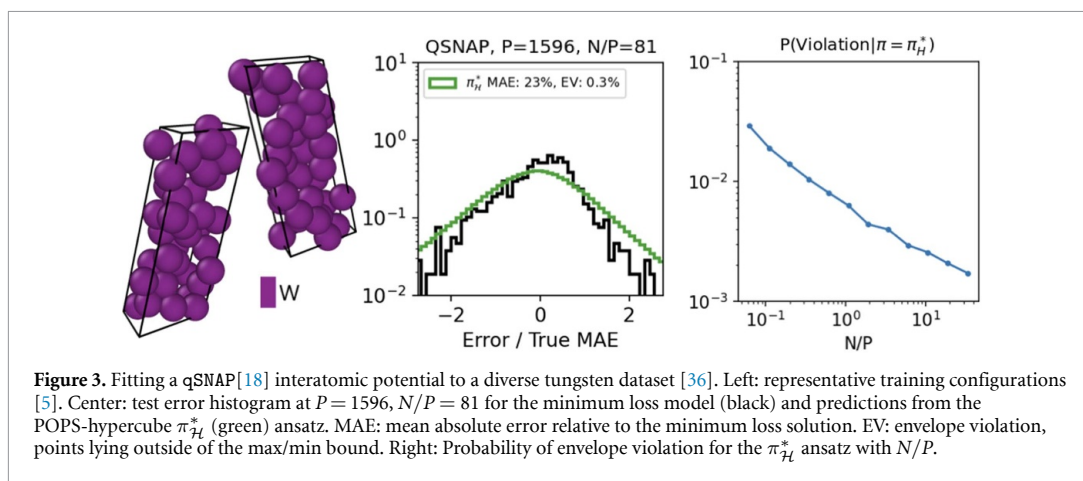 W
QSNAP, P=1596, N/P=81
π*H MAE: 23%, EV: 0.3%
10^1
10^0
10^-1
10^-2
−2 0 2
Error / True MAE
P(Violation|π = π*H)
10^-1
10^-2
10^-3
10^-1 10^0 10^1
N/P
Figure 3. Fitting a qSNAP[18] interatomic potential to a diverse tungsten dataset [36]. Left: representative training configurations
[5]. Center: test error histogram at P = 1596, N/P = 81 for the minimum loss model (black) and predictions from the
POPS-hypercube π*H (green) ansatz. MAE: mean absolute error relative to the minimum loss solution. EV: envelope violation,
points lying outside of the max/min bound. Right: Probability of envelope violation for the π*H ansatz with N/P.